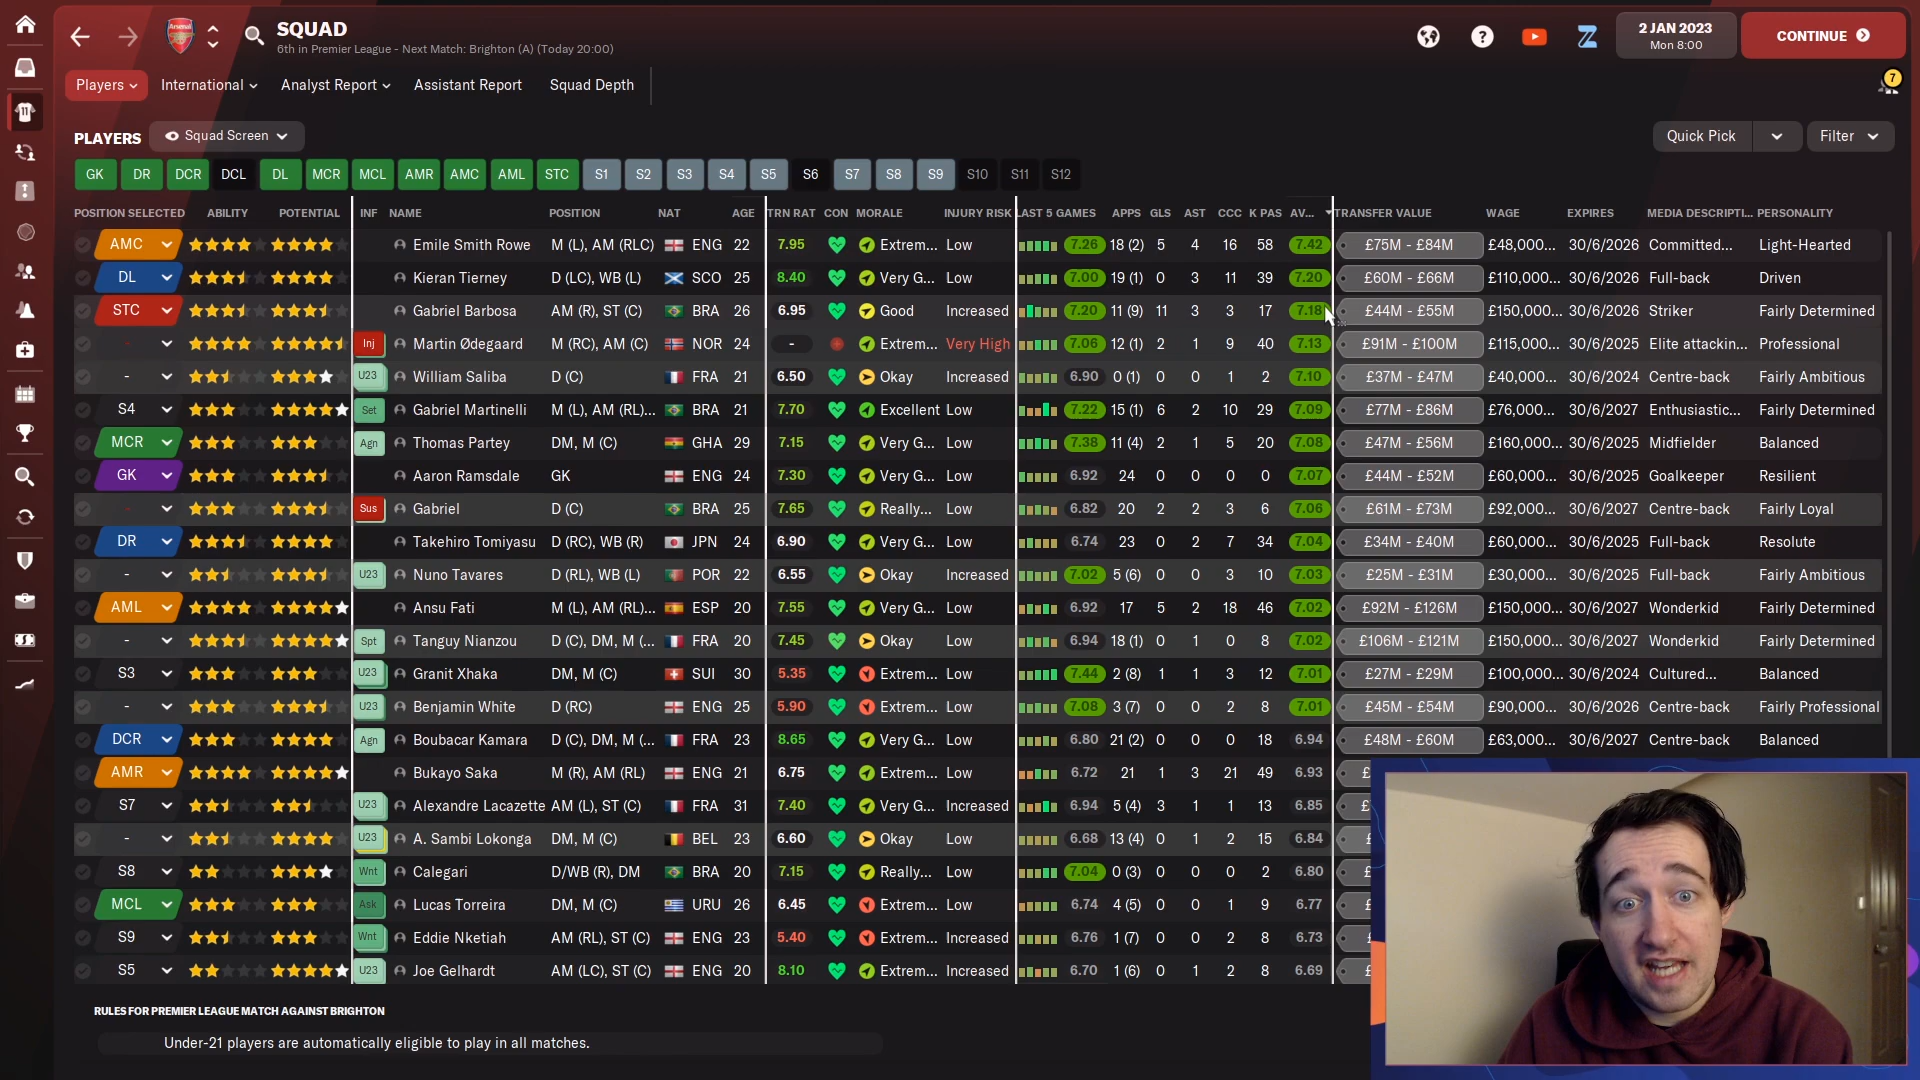 SQUAD
6th in Premier League - Next Match: Brighton (A) (Today 20:00)
2 JAN 2023
Mon 8:00
CONTINUE
Players International Analyst Report Assistant Report Squad Depth
7
PLAYERS Squad Screen Quick Pick Filter
GK DR DCR DCL DL MCR MCL AMR AMC AML STC S1 S2 S3 S4 S5 S6 S7 S8 S9 S10 S11 S12
POSITION SELECTED ABILITY POTENTIAL INF NAME POSITION NAT AGE TRN RAT CON MORALE INJURY RISK LAST 5 GAMES APPS GLS AST CCC K PAS AV... TRANSFER VALUE WAGE EXPIRES MEDIA DESCRIPTI... PERSONALITY
AMC Emile Smith Rowe M (L), AM (RLC) ENG 22 7.95 Extrem... Low 7.26 18 (2) 5 4 16 58 7.42 £75M - £84M £48,000... 30/6/2026 Committed... Light-Hearted
DL Kieran Tierney D (LC), WB (L) SCO 25 8.40 Very G... Low 7.00 19 (1) 0 3 11 39 7.20 £60M - £66M £110,000... 30/6/2026 Full-back Driven
STC Gabriel Barbosa AM (R), ST (C) BRA 26 6.95 Good Increased 7.20 11 (9) 11 3 3 17 7.18 £44M - £55M £150,000... 30/6/2026 Striker Fairly Determined
- Inj Martin Ødegaard M (RC), AM (C) NOR 24 - Extrem... Very High 7.06 12 (1) 2 1 9 40 7.13 £91M - £100M £115,000... 30/6/2026 Elite attackin... Professional
- U23 William Saliba D (C) FRA 21 6.50 Okay Increased 6.90 0 (1) 0 0 1 2 7.10 £37M - £47M £40,000... 30/6/2024 Centre-back Fairly Ambitious
S4 Set Gabriel Martinelli M (L), AM (RL)... BRA 21 7.70 Excellent Low 7.22 15 (1) 6 2 10 29 7.09 £77M - £86M £76,000... 30/6/2027 Enthusiastic... Fairly Determined
MCR Agn Thomas Partey DM, M (C) GHA 29 7.15 Very G... Low 7.38 11 (4) 2 1 5 20 7.08 £47M - £56M £160,000... 30/6/2025 Midfielder Balanced
GK Aaron Ramsdale GK ENG 24 7.30 Very G... Low 6.92 24 0 0 0 0 7.07 £44M - £52M £60,000... 30/6/2025 Goalkeeper Resilient
- Sus Gabriel D (C) BRA 25 7.65 Really... Low 6.82 20 2 2 3 6 7.06 £61M - £73M £92,000... 30/6/2027 Centre-back Fairly Loyal
DR Takehiro Tomiyasu D (RC), WB (R) JPN 24 6.90 Very G... Low 6.74 23 0 2 7 34 7.04 £34M - £40M £60,000... 30/6/2025 Full-back Resolute
- U23 Nuno Tavares D (RL), WB (L) POR 22 6.55 Okay Increased 7.02 5 (6) 0 0 3 10 7.03 £25M - £31M £30,000... 30/6/2025 Full-back Fairly Ambitious
AML Ansu Fati M (L), AM (RL)... ESP 20 7.55 Very G... Low 6.92 17 5 2 18 46 7.02 £92M - £126M £150,000... 30/6/2027 Wonderkid Fairly Determined
- Spt Tanguy Nianzou D (C), DM, M (... FRA 20 7.45 Okay Low 6.94 18 (1) 0 1 0 8 7.02 £106M - £121M £150,000... 30/6/2027 Wonderkid Fairly Determined
S3 U23 Granit Xhaka DM, M (C) SUI 30 5.35 Extrem... Low 7.44 2 (8) 1 1 3 12 7.01 £27M - £29M £100,000... 30/6/2024 Cultured... Balanced
- U23 Benjamin White D (RC) ENG 25 5.90 Extrem... Low 7.08 3 (7) 0 0 2 8 7.01 £45M - £54M £90,000... 30/6/2026 Centre-back Fairly Professional
DCR Agn Boubacar Kamara D (C), DM, M (... FRA 23 8.65 Very G... Low 6.80 21 (2) 0 0 0 18 6.94 £48M - £60M £63,000... 30/6/2027 Centre-back Balanced
AMR Bukayo Saka M (R), AM (RL) ENG 21 6.75 Extrem... Low 6.72 21 1 3 21 49 6.93 £
S7 U23 Alexandre Lacazette AM (L), ST (C) FRA 31 7.40 Very G... Increased 6.94 5 (4) 3 1 1 13 6.85 £
- U23 A. Sambi Lokonga DM, M (C) BEL 23 6.60 Okay Low 6.68 13 (4) 0 1 2 15 6.84 £
S8 Wnt Calegari D/WB (R), DM BRA 20 7.15 Really... Low 7.04 0 (3) 0 0 0 2 6.80 £
MCL Ask Lucas Torreira DM, M (C) URU 26 6.45 Extrem... Low 6.74 4 (5) 0 0 1 9 6.77 £
S9 Wnt Eddie Nketiah AM (RL), ST (C) ENG 23 5.40 Extrem... Increased 6.76 1 (7) 0 0 2 8 6.73 £
S5 U23 Joe Gelhardt AM (LC), ST (C) ENG 20 8.10 Extrem... Increased 6.70 1 (6) 0 1 2 8 6.69 £
RULES FOR PREMIER LEAGUE MATCH AGAINST BRIGHTON
Under-21 players are automatically eligible to play in all matches.